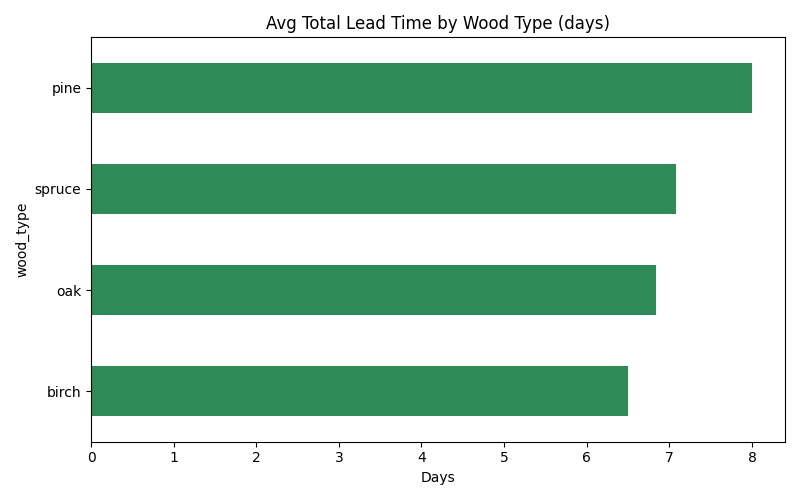 Avg Total Lead Time by Wood Type (days)
wood_type
pine
spruce
oak
birch
0 1 2 3 4 5 6 7 8
Days